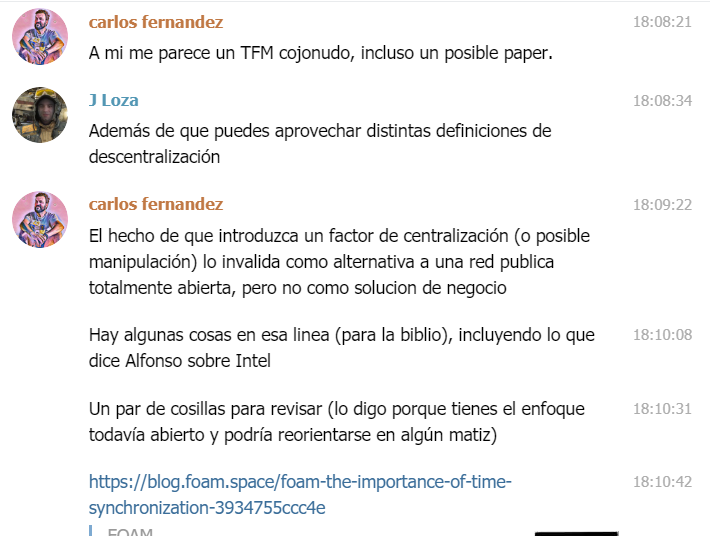 carlos fernandez 18:08:21
A mi me parece un TFM cojonudo, incluso un posible paper.
J Loza 18:08:34
Además de que puedes aprovechar distintas definiciones de
descentralización
carlos fernandez 18:09:22
El hecho de que introduzca un factor de centralización (o posible
manipulación) lo invalida como alternativa a una red publica
totalmente abierta, pero no como solucion de negocio
Hay algunas cosas en esa linea (para la biblio), incluyendo lo que 18:10:08
dice Alfonso sobre Intel
Un par de cosillas para revisar (lo digo porque tienes el enfoque 18:10:31
todavía abierto y podría reorientarse en algún matiz)
https://blog.foam.space/foam-the-importance-of-time- 18:10:42
synchronization-3934755ccc4e
FOAM